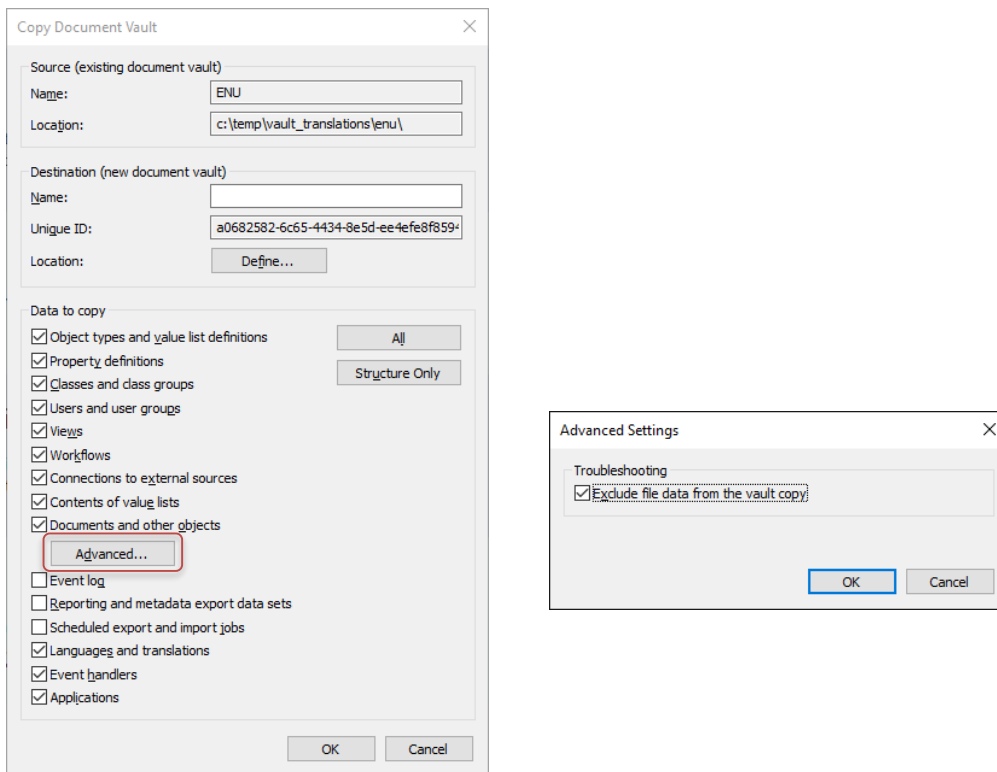 Copy Document Vault
Source (existing document vault)
Name:
ENU
Location:
c:\temp\vault_translations\enu\
Destination (new document vault)
Name:
Unique ID:
a0682582-6c65-4434-8e5d-ee4efe8f8594
Location:
Define...
Data to copy
Object types and value list definitions
All
Property definitions
Structure Only
Classes and class groups
Users and user groups
Views
Workflows
Connections to external sources
Contents of value lists
Documents and other objects
Advanced...
Event log
Reporting and metadata export data sets
Scheduled export and import jobs
Languages and translations
Event handlers
Applications
OK
Cancel
Advanced Settings
Troubleshooting
Exclude file data from the vault copy
OK
Cancel